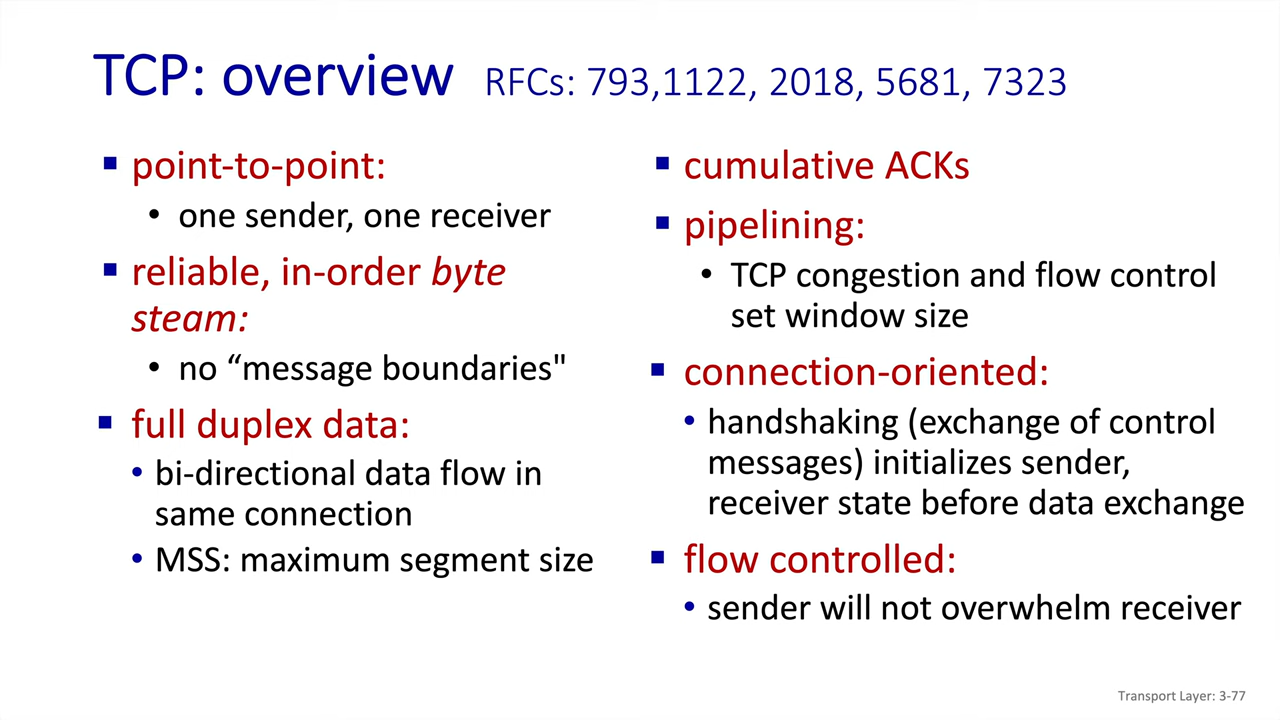 TCP: overview RFCs: 793,1122, 2018, 5681, 7323
▪ point-to-point:
• one sender, one receiver
▪ reliable, in-order byte
steam:
• no “message boundaries"
▪ full duplex data:
• bi-directional data flow in
same connection
• MSS: maximum segment size
▪ cumulative ACKs
▪ pipelining:
• TCP congestion and flow control
set window size
▪ connection-oriented:
• handshaking (exchange of control
messages) initializes sender,
receiver state before data exchange
▪ flow controlled:
• sender will not overwhelm receiver
Transport Layer: 3-77